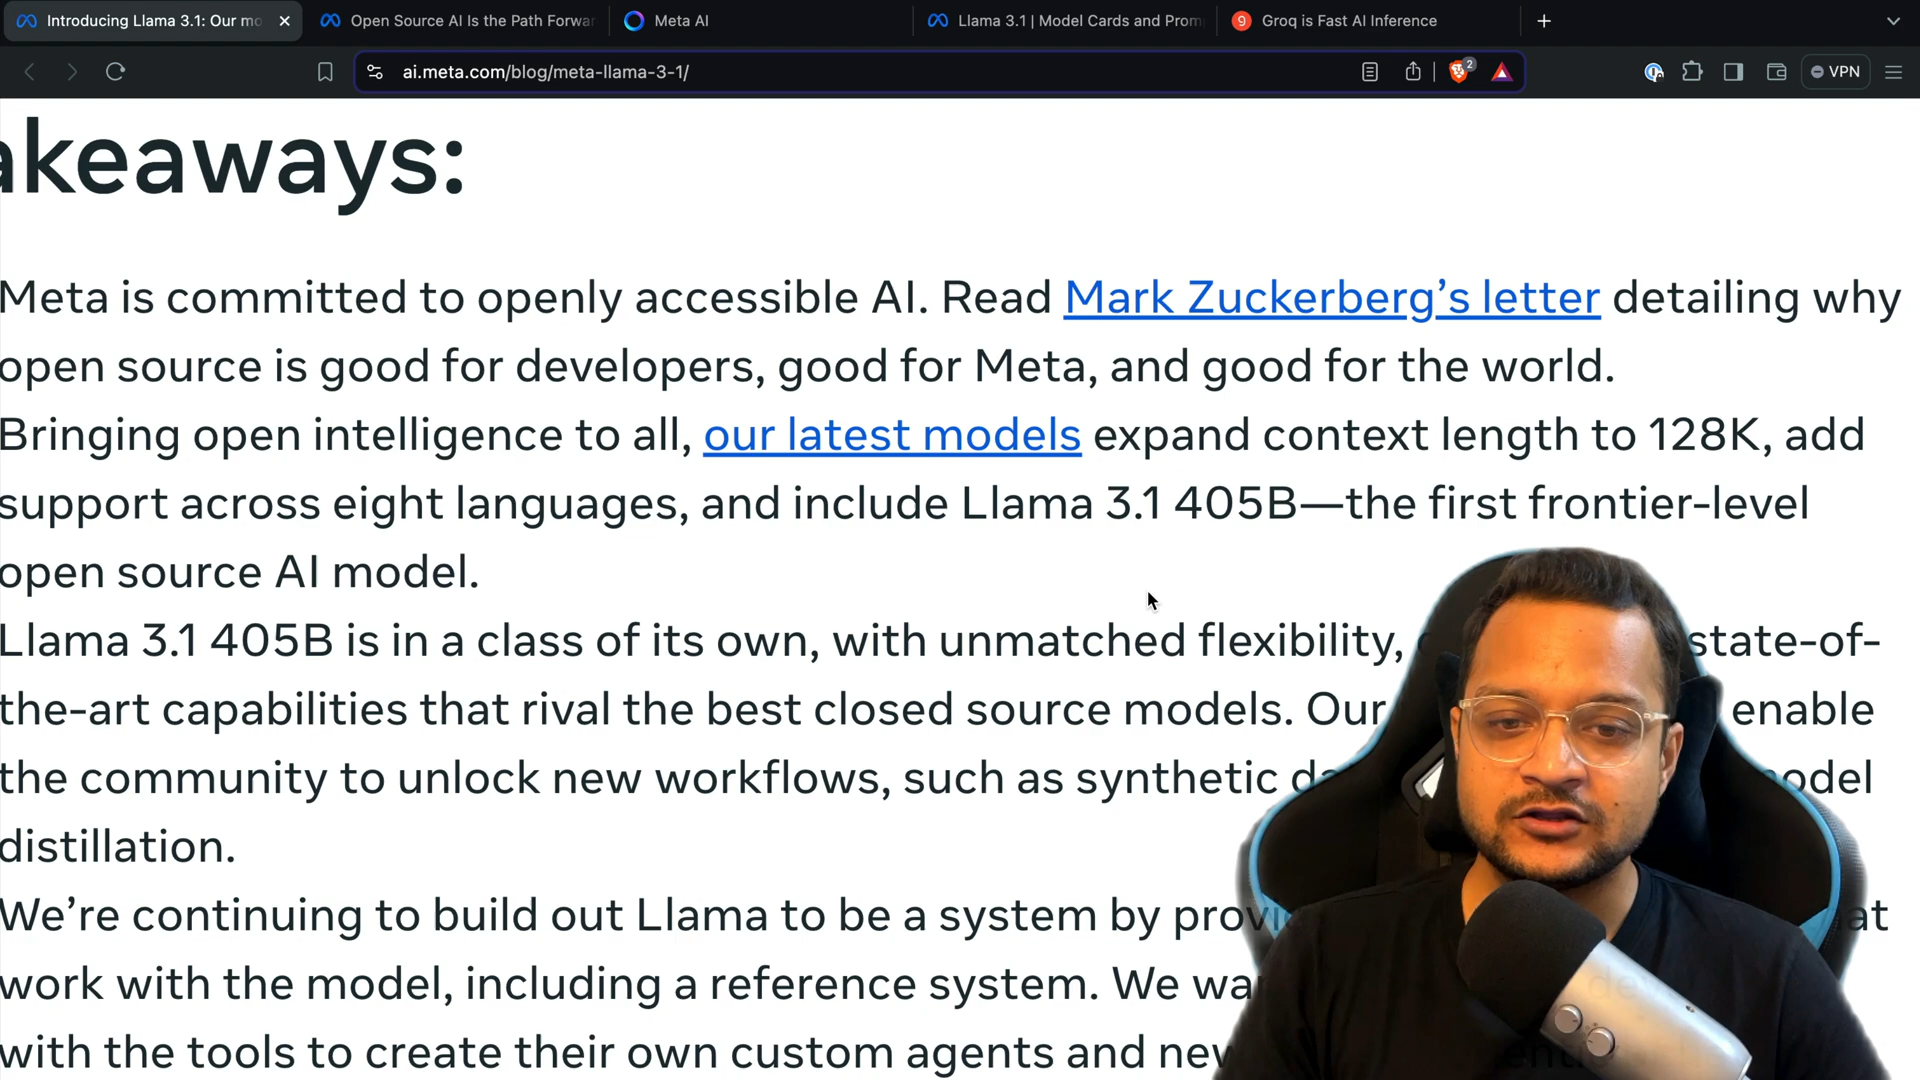 Introducing Llama 3.1: Our mo
Open Source AI Is the Path Forwar
Meta AI
Llama 3.1 | Model Cards and Prom
9 Groq is Fast AI Inference
ai.meta.com/blog/meta-llama-3-1/
2
VPN
akeaways:
Meta is committed to openly accessible AI. Read Mark Zuckerberg’s letter detailing why
open source is good for developers, good for Meta, and good for the world.
Bringing open intelligence to all, our latest models expand context length to 128K, add
support across eight languages, and include Llama 3.1 405B—the first frontier-level
open source AI model.
Llama 3.1 405B is in a class of its own, with unmatched flexibility, state-of-
the-art capabilities that rival the best closed source models. Our enable
the community to unlock new workflows, such as synthetic da odel
distillation.
We’re continuing to build out Llama to be a system by provi at
work with the model, including a reference system. We wa
with the tools to create their own custom agents and new